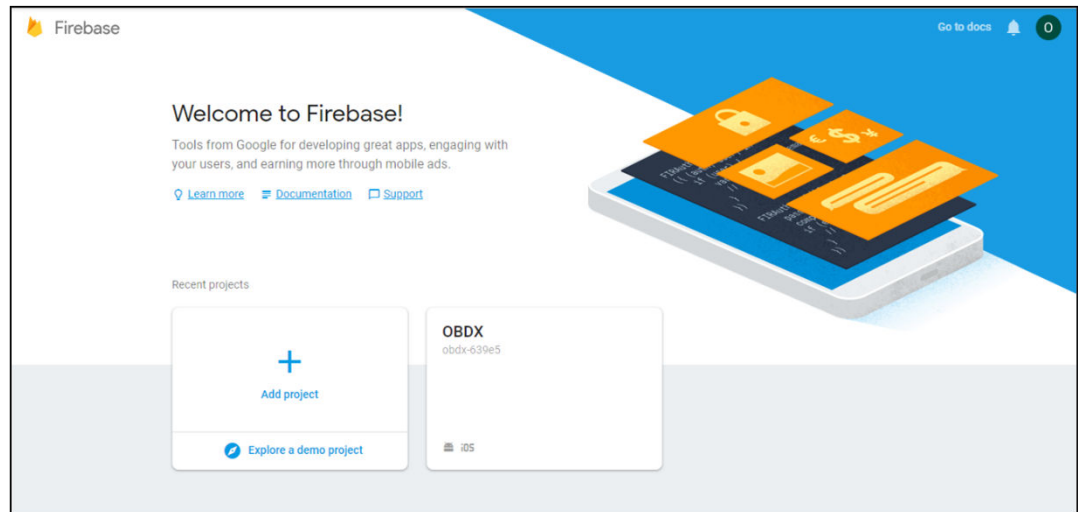 Firebase
Go to docs
O
Welcome to Firebase!
Tools from Google for developing great apps, engaging with
your users, and earning more through mobile ads.
Learn more Documentation Support
Recent projects
Add project
Explore a demo project
OBDX
obdx-639e5
iOS